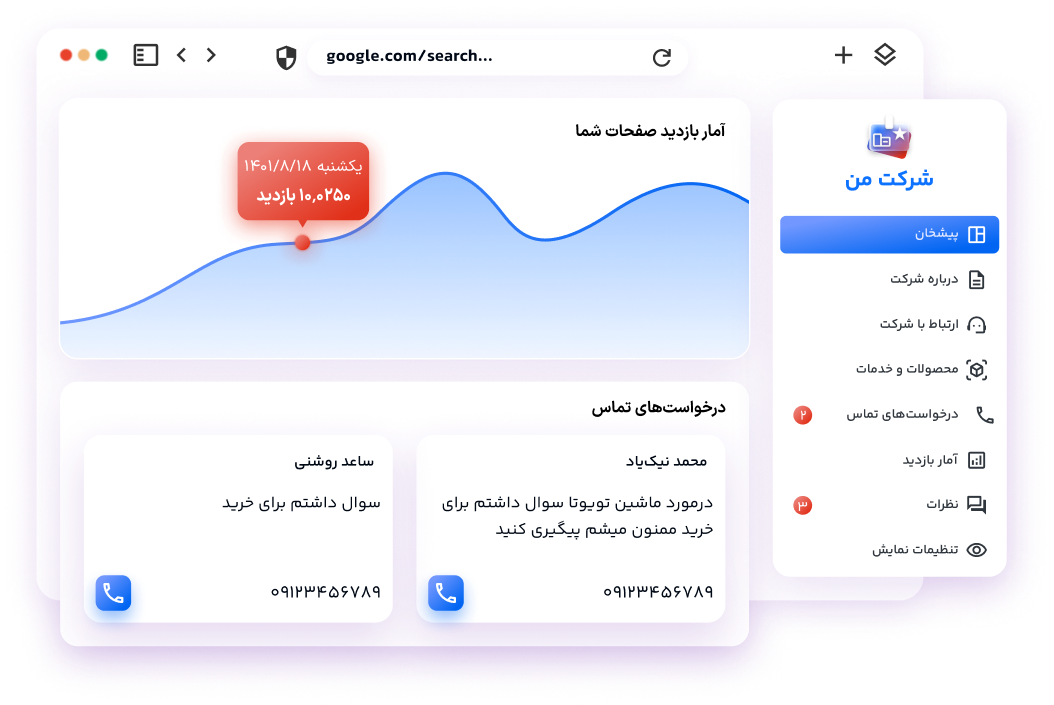 google.com/search...
آمار بازدید صفحات شما
یکشنبه ۱۴۰۱/۸/۱۸
۱۰,۰۲۵۰ بازدید
شرکت من
پیشخان
درباره شرکت
ارتباط با شرکت
محصولات و خدمات
درخواست‌های تماس
۲
آمار بازدید
نظرات
۳
تنظیمات نمایش
درخواست‌های تماس
محمد نیک‌یاد
درمورد ماشین تویوتا سوال داشتم برای
خرید ممنون میشم پیگیری کنید
۰۹۱۲۳۴۵۶۷۸۹
ساعد روشنی
سوال داشتم برای خرید
۰۹۱۲۳۴۵۶۷۸۹